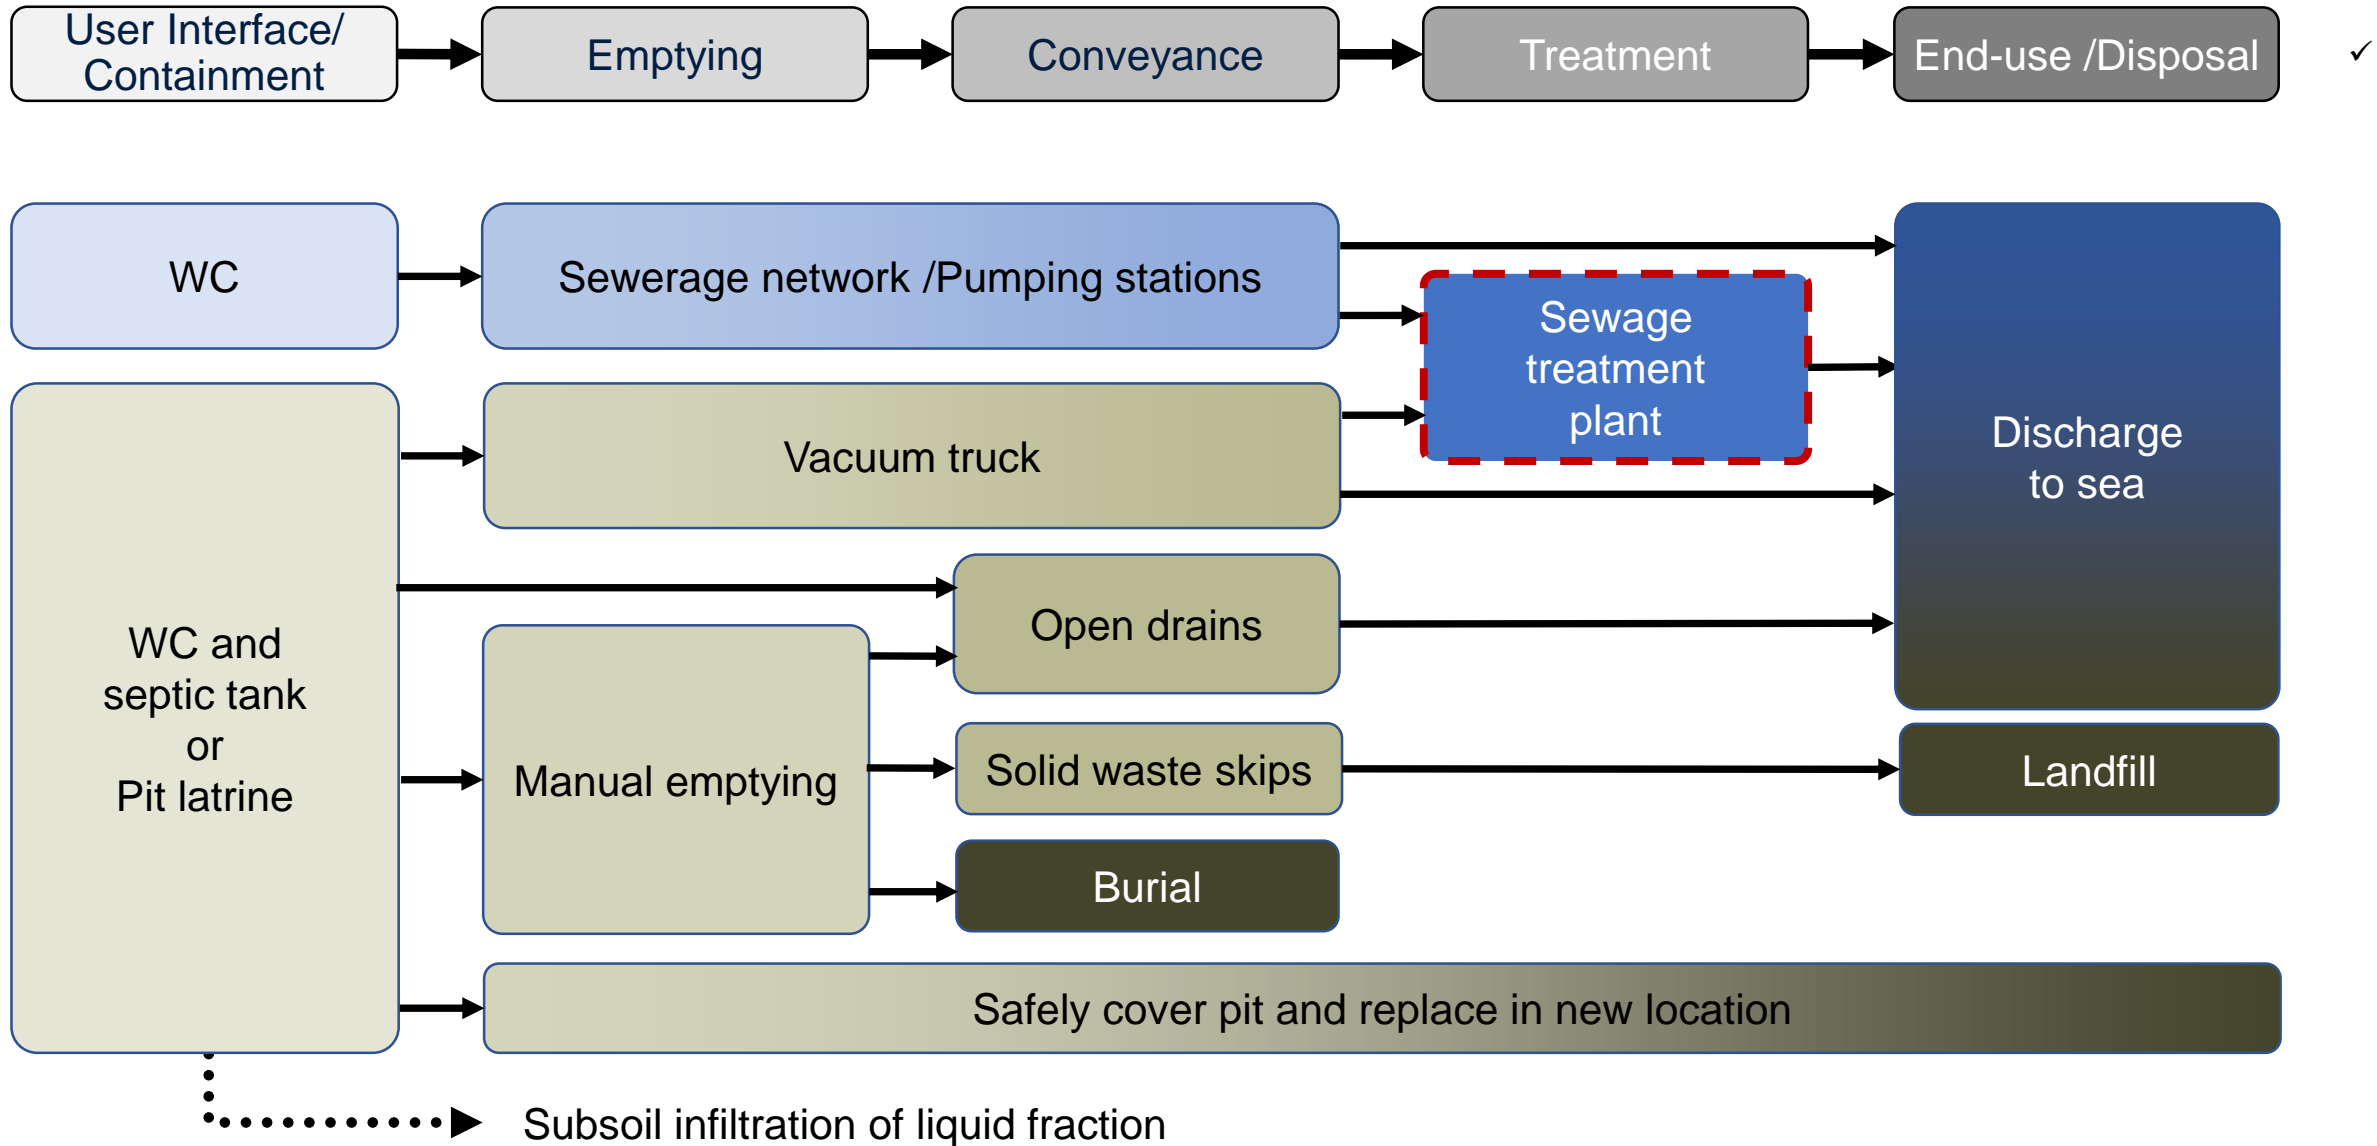 User Interface/
Containment
Emptying
Conveyance
Treatment
End-use /Disposal
✓
WC
Sewerage network /Pumping stations
Sewage
treatment
plant
Discharge
to sea
Vacuum truck
WC and
septic tank
or
Pit latrine
Open drains
Manual emptying
Solid waste skips
Landfill
Burial
Safely cover pit and replace in new location
Subsoil infiltration of liquid fraction